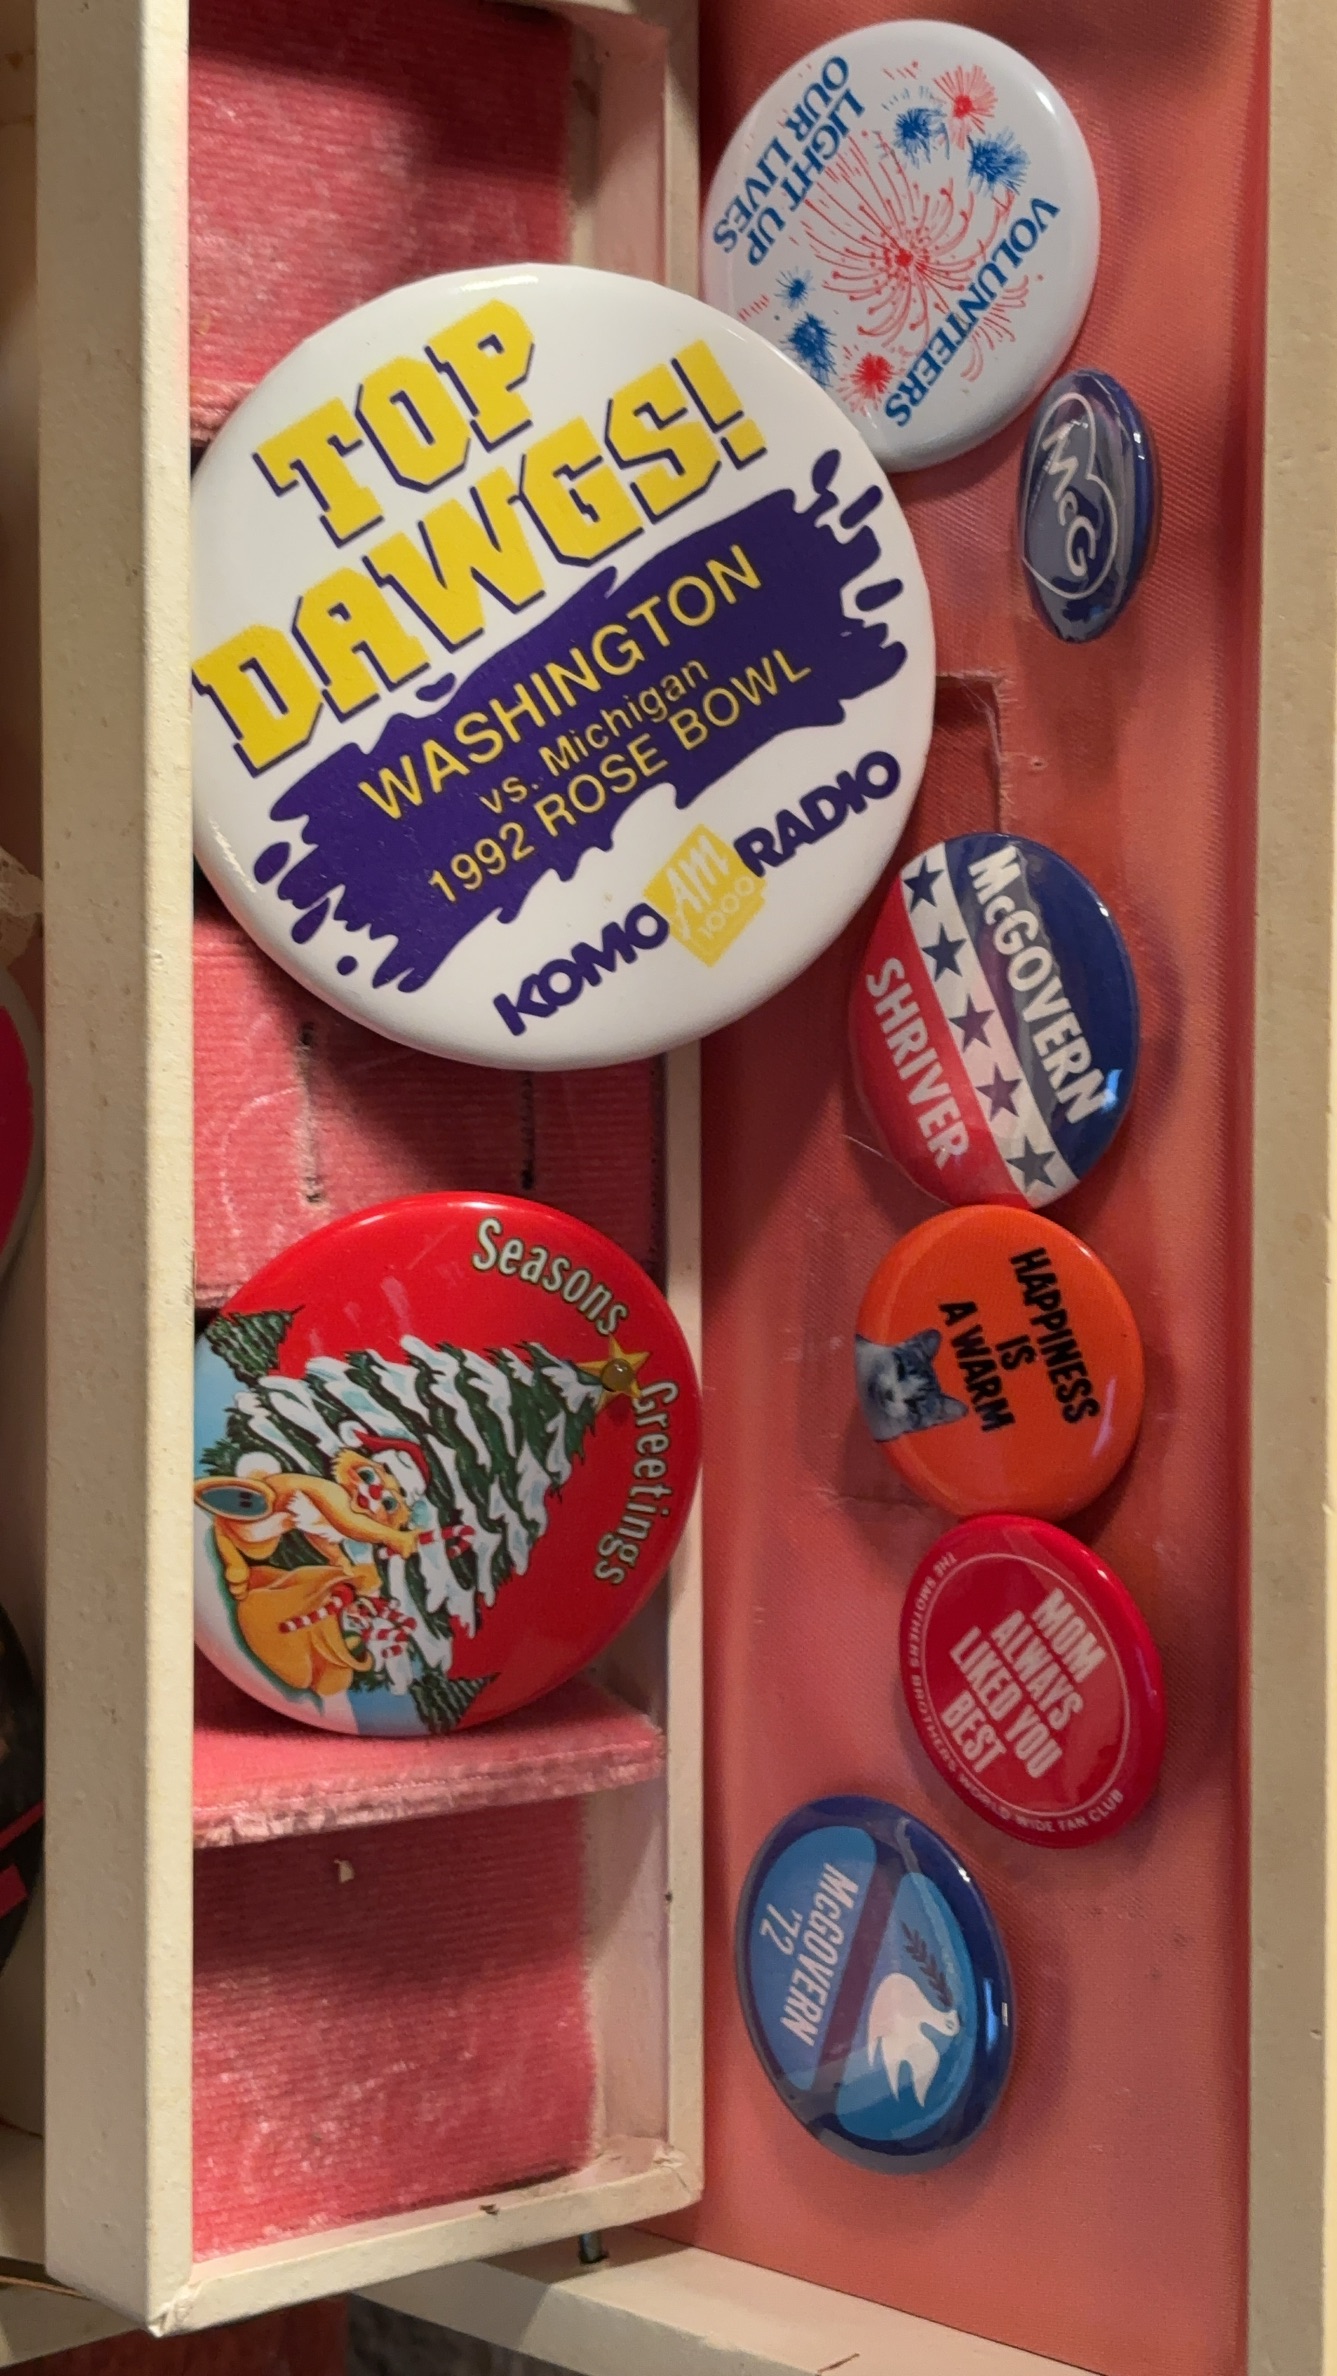 VOLUNTEERS
LIGHT UP
OUR LIVES
McG
TOP
DAWGS!
WASHINGTON
vs. Michigan
1992 ROSE BOWL
KOMO AM 1000 RADIO
McGOVERN
SHRIVER
Seasons Greetings
HAPPINESS
IS
A WARM
MOM
ALWAYS
LIKED YOU
BEST
THE SMOTHERS BROTHERS WORLD WIDE FAN CLUB
McGOVERN
'72